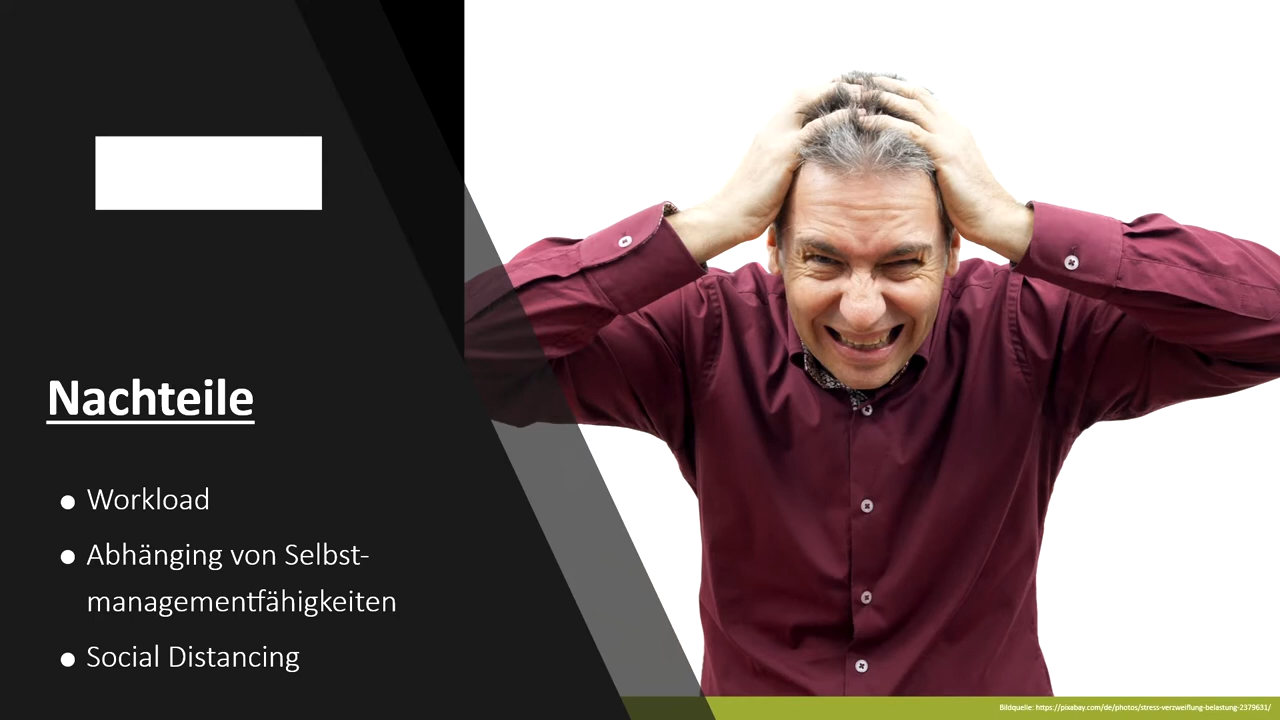 Nachteile
● Workload
● Abhänging von Selbst-
managementfähigkeiten
● Social Distancing
Bildquelle: https://pixabay.com/de/photos/stress-verzweiflung-belastung-2379631/